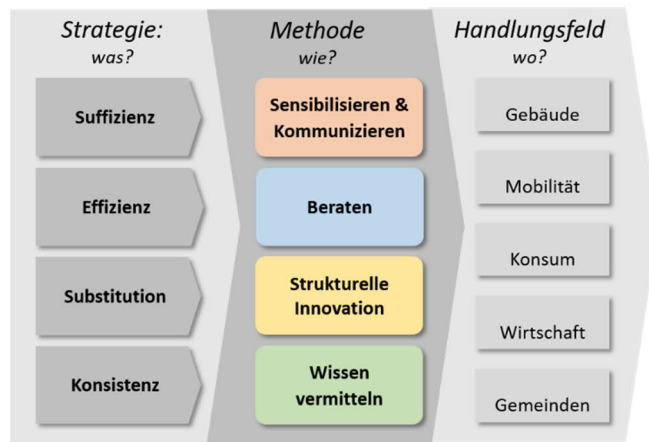 Strategie:
was?
Suffizienz
Effizienz
Substitution
Konsistenz
Methode
wie?
Sensibilisieren &
Kommunizieren
Beraten
Strukturelle
Innovation
Wissen
vermitteln
Handlungsfeld
wo?
Gebäude
Mobilität
Konsum
Wirtschaft
Gemeinden